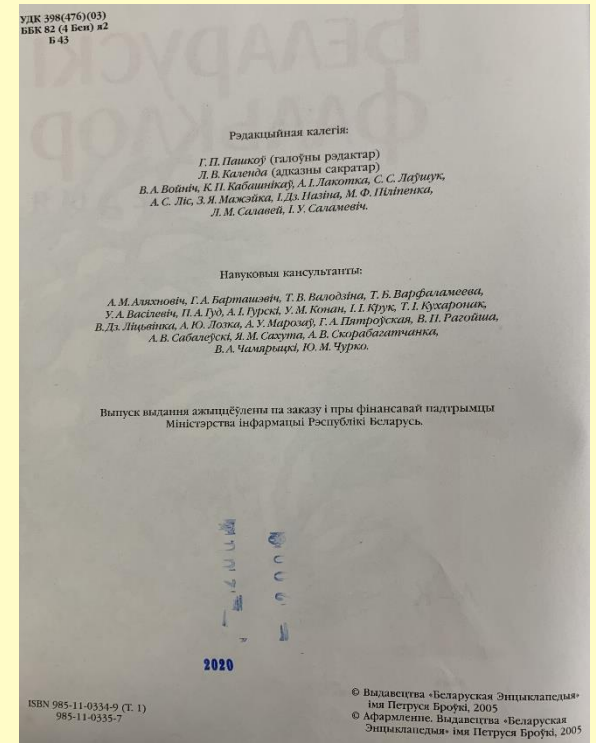 УДК 398(476)(03)
ББК 82 (4 Беи) я2
Б 43
Рэдакцыйная калегія:
Г. П. Пашкоў (галоўны рэдактар)
Л. В. Календа (адказны сакратар)
В. А. Войніч, К. П. Кабашнікаў, А. І. Лакотка, С. С. Лаўшук,
А. С. Ліс, З. Я. Мажэйка, І. Дз. Назіна, М. Ф. Піліпенка,
Л. М. Салавей, І. У. Саламевіч.
Навуковыя кансультанты:
А. М. Аляхновіч, Г. А. Барташэвіч, Т. В. Валодзіна, Т. Б. Варфаламеева,
У. А. Васілевіч, П. А. Гуд, А. І. Гурскі, У. М. Конан, І. І. Крук, Т. І. Кухаронак,
В. Дз. Ліцьвінка, А. Ю. Лозка, А. У. Марозаў, Г. А. Пятроўская, В. П. Рагойша,
А. В. Сабалеўскі, Я. М. Сахута, А. В. Скорабагатчанка,
В. А. Чамярыцкі, Ю. М. Чурко.
Выпуск выдання ажыццёўлены па заказу і пры фінансавай падтрымцы
Міністэрства інфармацыі Рэспублікі Беларусь.
2020
ISBN 985-11-0334-9 (Т. 1)
985-11-0335-7
© Выдавецтва «Беларуская Энцыклапедыя»
імя Петруся Броўкі, 2005
© Афармленне. Выдавецтва «Беларуская
Энцыклапедыя» імя Петруся Броўкі, 2005